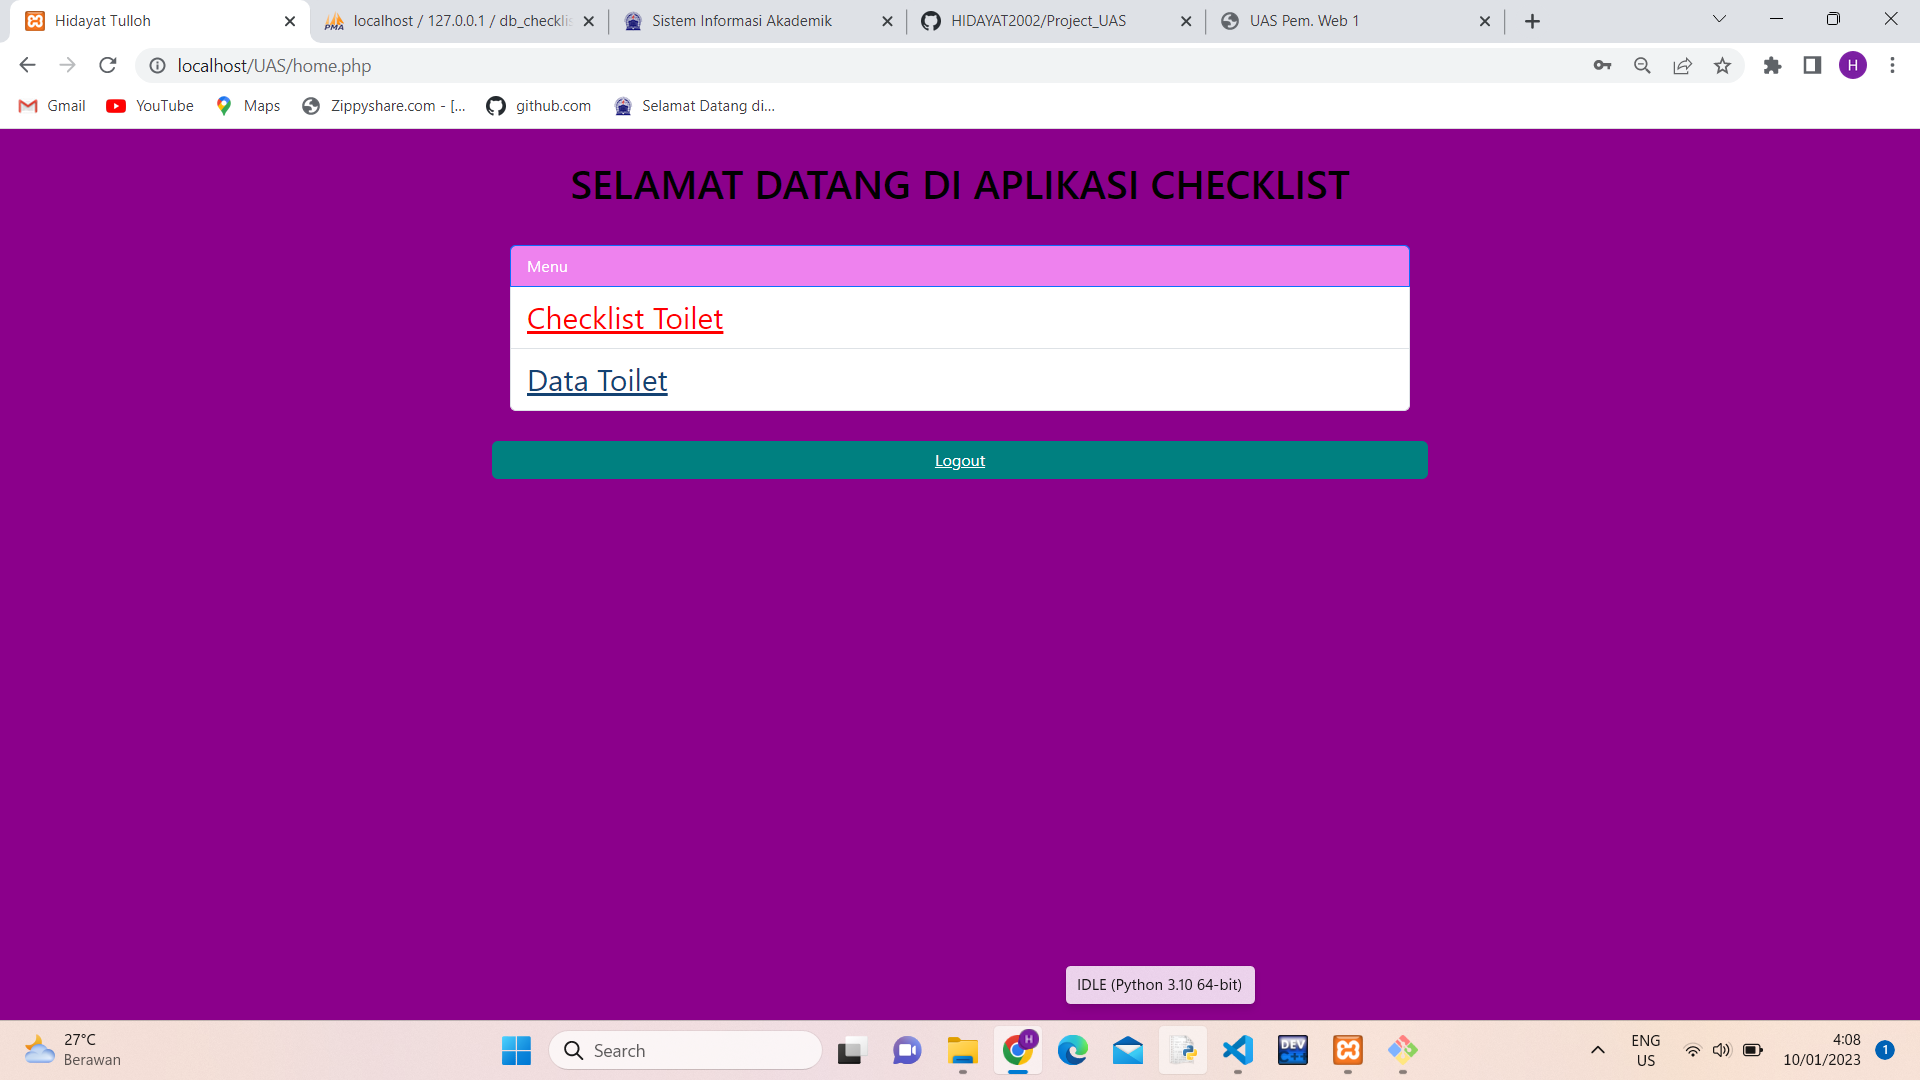 Hidayat Tulloh
localhost / 127.0.0.1 / db_checklis
Sistem Informasi Akademik
HIDAYAT2002/Project_UAS
UAS Pem. Web 1
localhost/UAS/home.php
H
Gmail
YouTube
Maps
Zippyshare.com - [...
github.com
Selamat Datang di...
SELAMAT DATANG DI APLIKASI CHECKLIST
Menu
Checklist Toilet
Data Toilet
Logout
IDLE (Python 3.10 64-bit)
27°C
Berawan
Search
H
DEV
ENG
US
4:08
10/01/2023
1